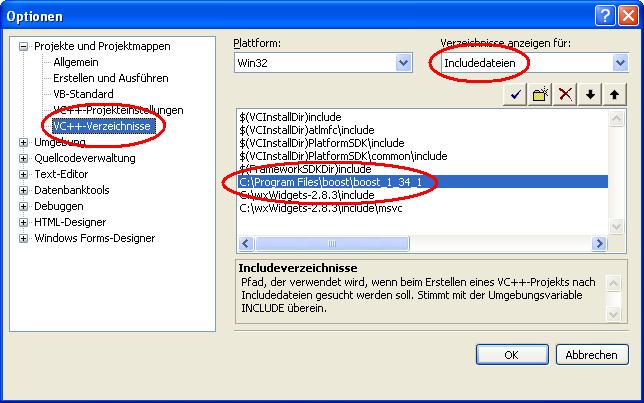 Optionen
Projekte und Projektmappen
Allgemein
Erstellen und Ausführen
VB-Standard
VC++-Projekteinstellungen
VC++-Verzeichnisse
Umgebung
Quellcodeverwaltung
Text-Editor
Datenbanktools
Debuggen
HTML-Designer
Windows Forms-Designer
Plattform:
Win32
Verzeichnisse anzeigen für:
Includedateien
$(VCInstallDir)include
$(VCInstallDir)atlmfc\include
$(VCInstallDir)PlatformSDK\include
$(VCInstallDir)PlatformSDK\common\include
$(FrameworkSDKDir)include
C:\Program Files\boost\boost_1_34_1
C:\wxWidgets-2.8.3\include
C:\wxWidgets-2.8.3\include\msvc
Includeverzeichnisse
Pfad, der verwendet wird, wenn beim Erstellen eines VC++-Projekts nach
Includedateien gesucht werden soll. Stimmt mit der Umgebungsvariable
INCLUDE überein.
OK
Abbrechen